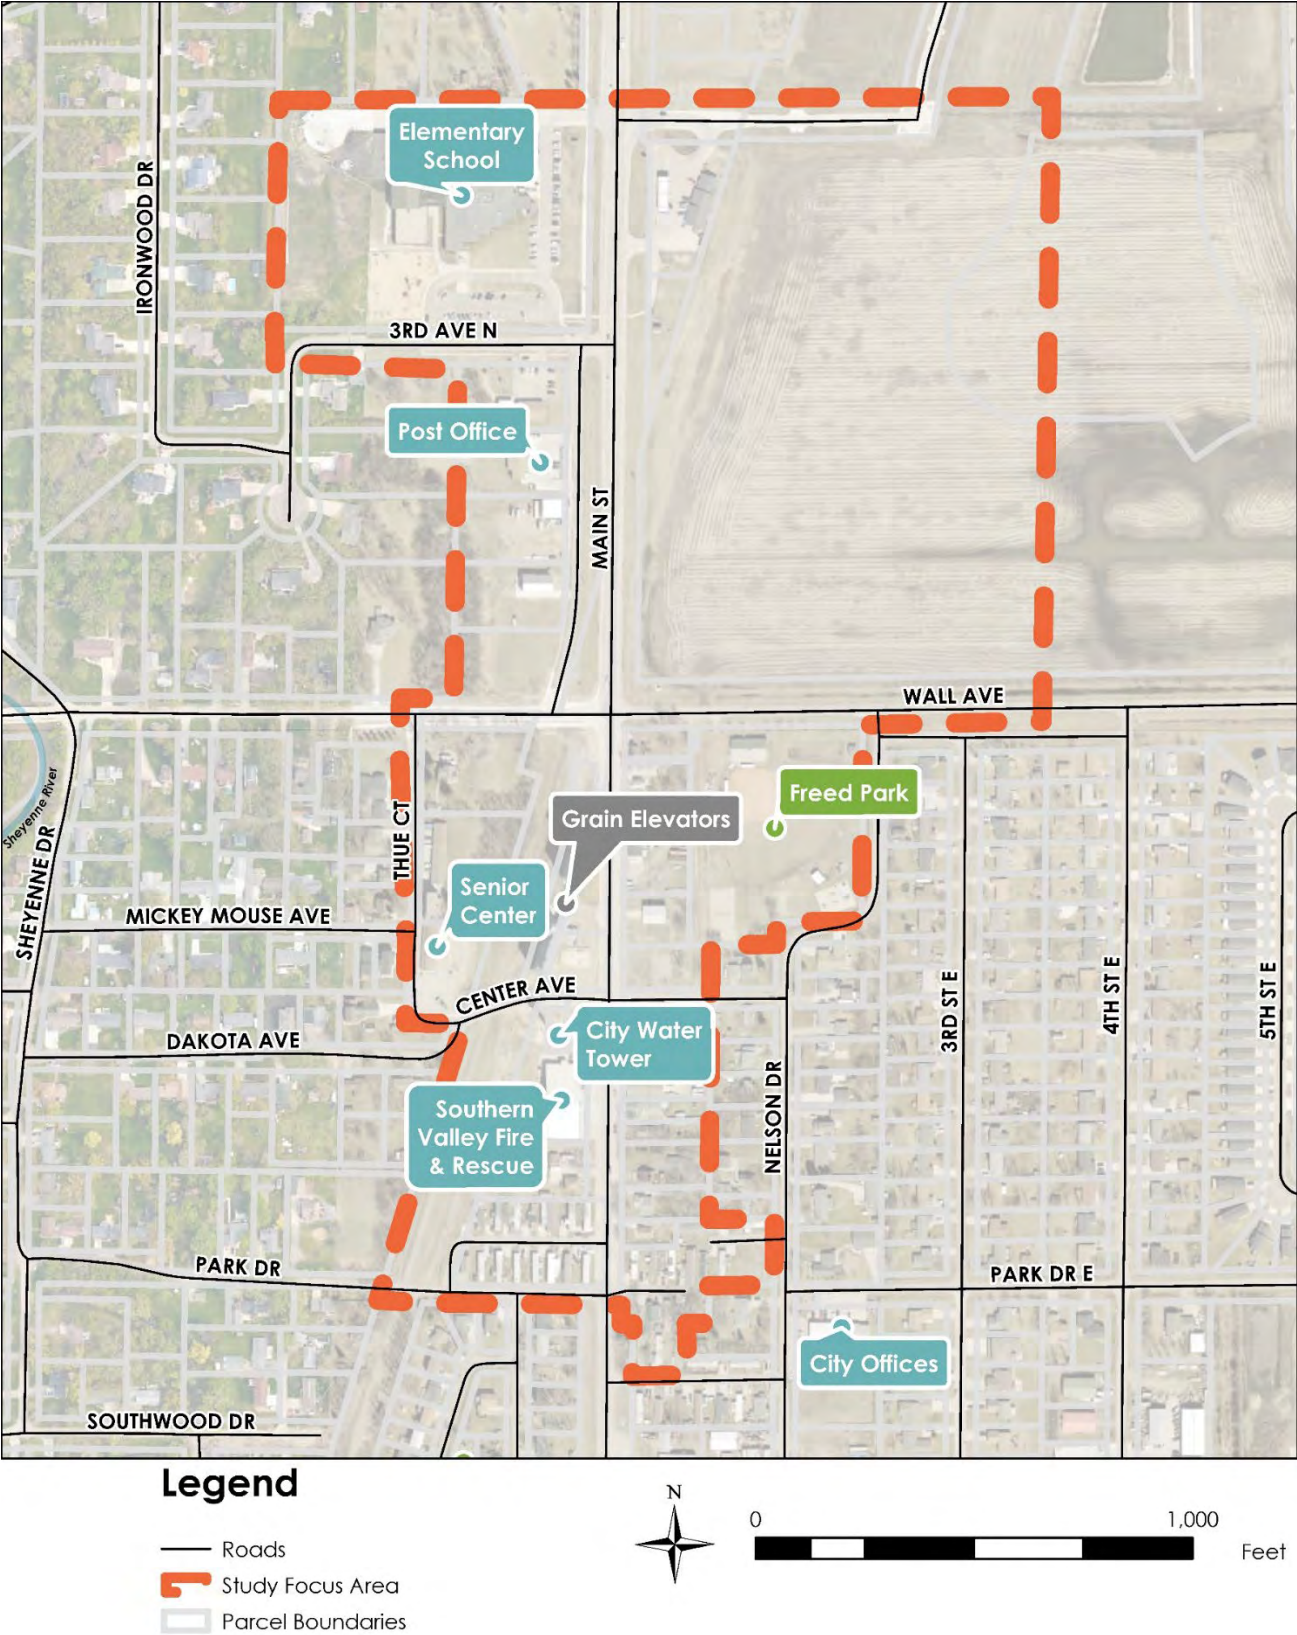 Elementary
School
IRONWOOD DR
3RD AVE N
Post Office
MAIN ST
WALL AVE
Freed Park
Grain Elevators
Sheyenne River
SHEYENNE DR
THUE CT
Senior
Center
MICKEY MOUSE AVE
CENTER AVE
3RD ST E
4TH ST E
5TH ST E
DAKOTA AVE
City Water
Tower
Southern
Valley Fire
& Rescue
NELSON DR
PARK DR
PARK DR E
City Offices
SOUTHWOOD DR
Legend
Roads
Study Focus Area
Parcel Boundaries
N
0
1,000
Feet